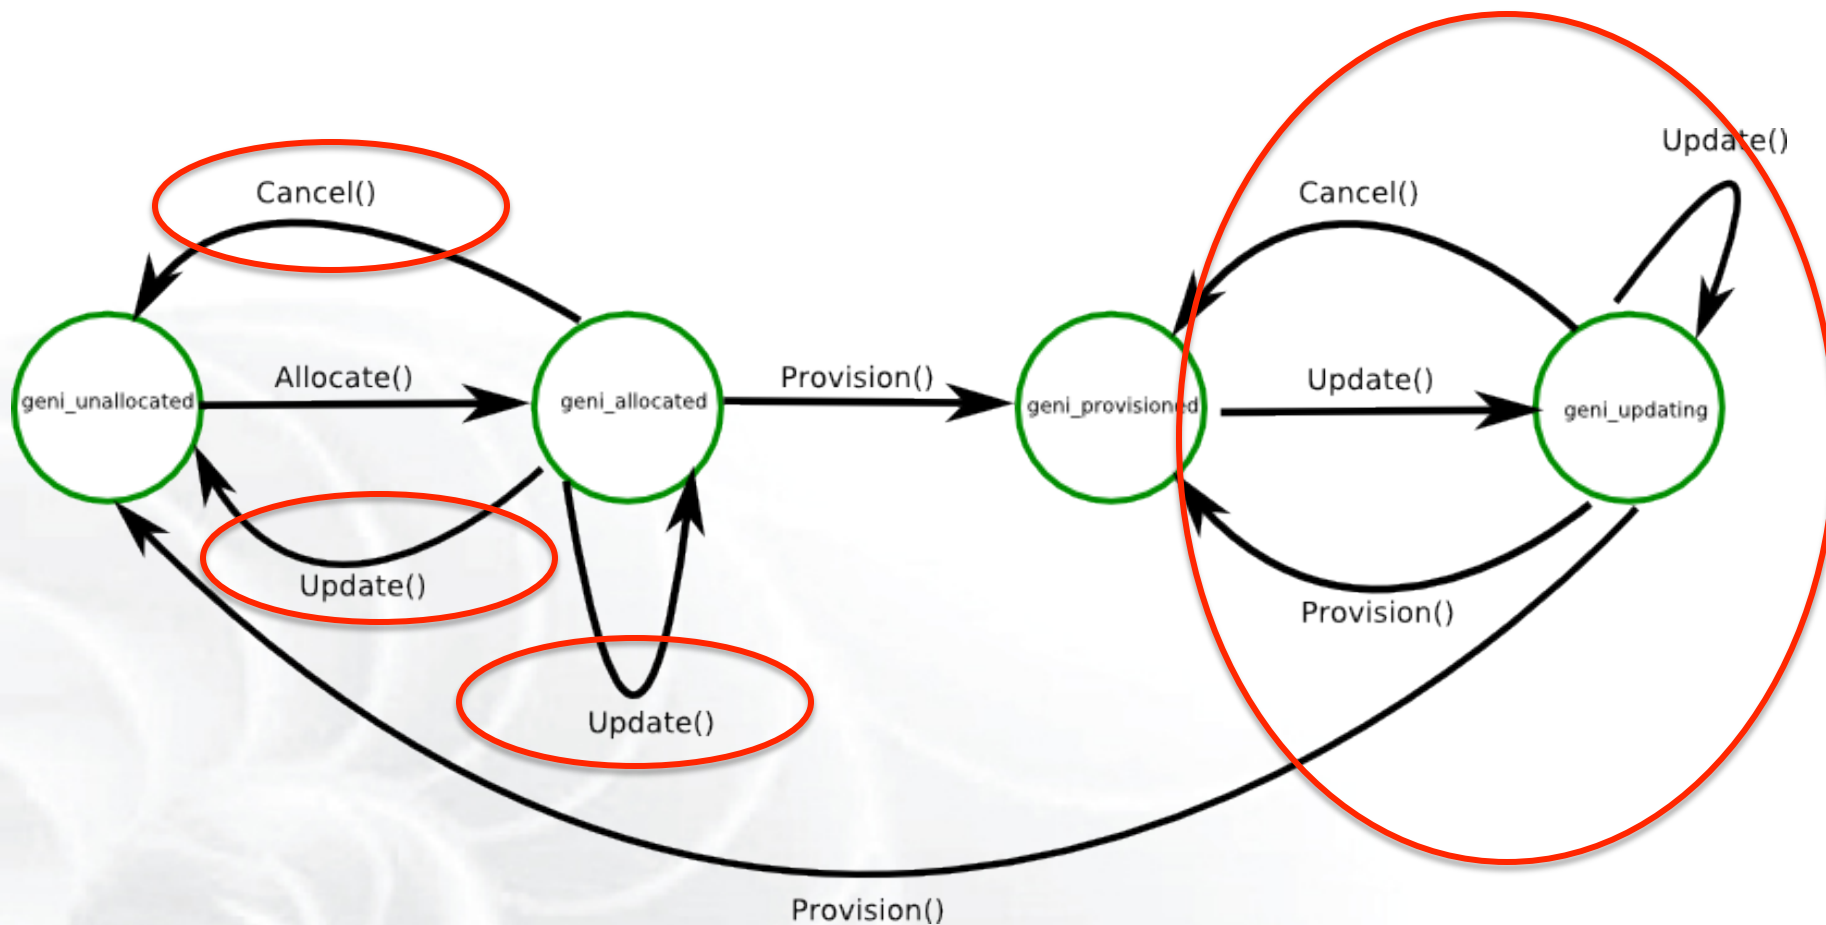 Update()
Cancel()
Cancel()
Allocate()
Provision()
Update()
geni_unallocated
geni_allocated
geni_provisioned
geni_updating
Update()
Provision()
Update()
Provision()